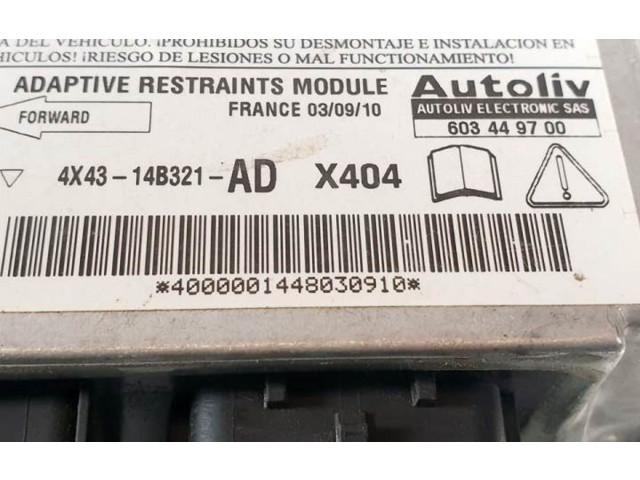 DEL VEHICULO. ¡PROHIBIDOS SU DESMONTAJE E INSTALACION EN
HICULOS! ¡RIESGO DE LESIONES O MAL FUNCIONAMIENTO!
ADAPTIVE RESTRAINTS MODULE
FRANCE 03/09/10
Autoliv
AUTOLIV ELECTRONIC SAS
603 44 97 00
FORWARD
4X43-14B321-AD X404
*4000001448030910*